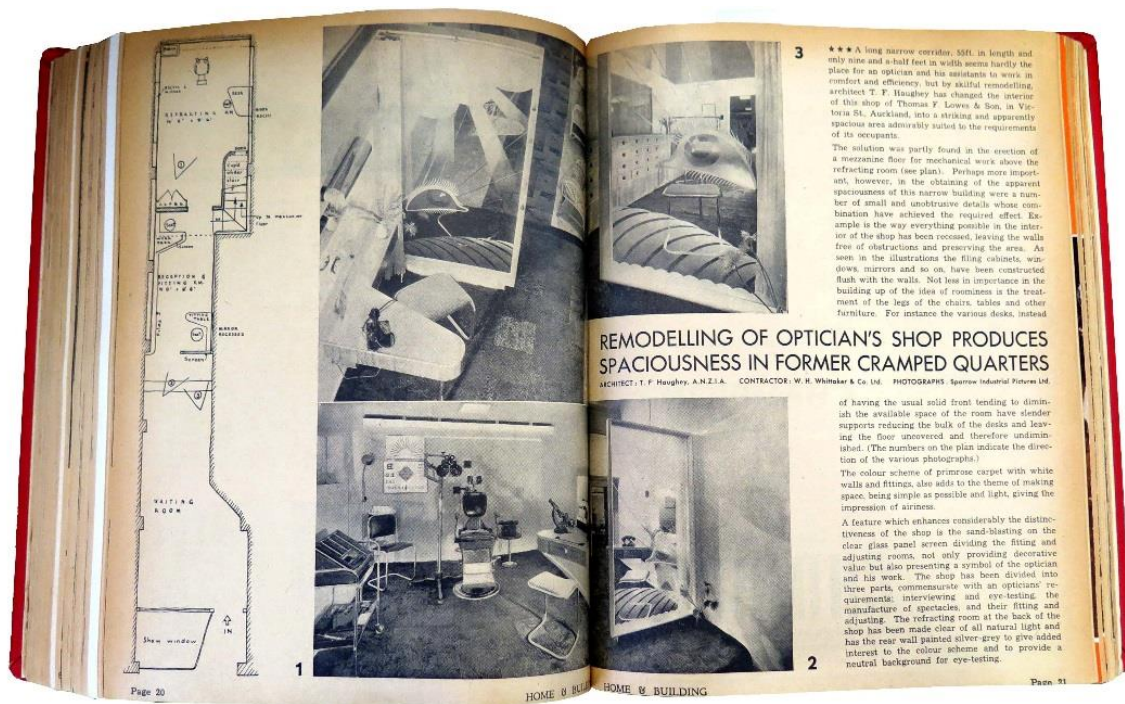 REFRACTING
Up to Mezzanine
floor
RECEPTION &
FITTING RM.
FITTING
TABLE
MIRROR
RECESSED
Screen
WAITING
ROOM
Show window
IN
1
Page 20
HOME & BUILDING
3
★★★ A long narrow corridor, 55ft. in length and
only nine and a-half feet in width seems hardly the
place for an optician and his assistants to work in
comfort and efficiency, but by skilful remodelling,
architect T. F. Haughey has changed the interior
of this shop of Thomas F. Lowes & Son, in Vic-
toria St., Auckland, into a striking and apparently
spacious area admirably suited to the requirements
of its occupants.
The solution was partly found in the erection of
a mezzanine floor for mechanical work above the
refracting room (see plan). Perhaps more import-
ant, however, in the obtaining of the apparent
spaciousness of this narrow building were a num-
ber of small and unobtrusive details whose com-
bination have achieved the required effect. Ex-
ample is the way everything possible in the inter-
ior of the shop has been recessed, leaving the walls
free of obstructions and preserving the area. As
seen in the illustrations the filing cabinets, win-
dows, mirrors and so on, have been constructed
flush with the walls. Not less in importance in the
building up of the idea of roominess is the treat-
ment of the legs of the chairs, tables and other
furniture. For instance the various desks, instead
REMODELLING OF OPTICIAN'S SHOP PRODUCES
SPACIOUSNESS IN FORMER CRAMPED QUARTERS
ARCHITECT: T. F. Haughey, A.N.Z.I.A. CONTRACTOR: W. H. Whittaker & Co. Ltd. PHOTOGRAPHS: Sparrow Industrial Pictures Ltd.
of having the usual solid front tending to dimin-
ish the available space of the room have slender
supports reducing the bulk of the desks and leav-
ing the floor uncovered and therefore undimin-
ished. (The numbers on the plan indicate the direc-
tion of the various photographs.)
The colour scheme of primrose carpet with white
walls and fittings, also adds to the theme of making
space, being simple as possible and light, giving the
impression of airiness.
A feature which enhances considerably the distinc-
tiveness of the shop is the sand-blasting on the
clear glass panel screen dividing the fitting and
adjusting rooms, not only providing decorative
value but also presenting a symbol of the optician
and his work. The shop has been divided into
three parts, commensurate with an opticians' re-
quirements: interviewing and eye-testing, the
manufacture of spectacles, and their fitting and
adjusting. The refracting room at the back of the
shop has been made clear of all natural light and
has the rear wall painted silver-grey to give added
interest to the colour scheme and to provide a
neutral background for eye-testing.
2
HOME & BUILDING
Page 21